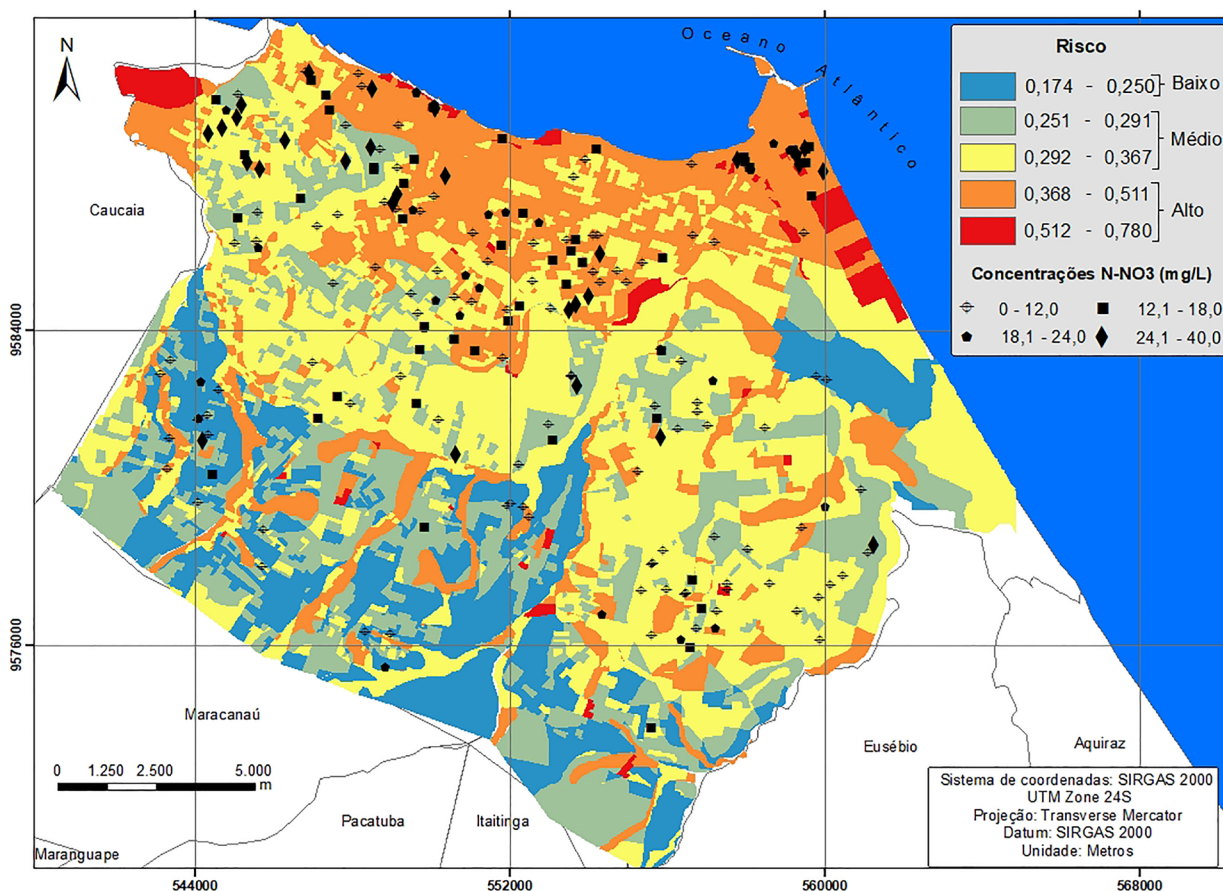 Oceano
Atlântico
N
Risco
0,174 - 0,250 Baixo
0,251 - 0,291
Médio
0,292 - 0,367
0,368 - 0,511
Alto
0,512 - 0,780
Concentrações N-NO3 (mg/L)
0 - 12,0
12,1 - 18,0
18,1 - 24,0
24,1 - 40,0
Caucaia
9584000
9576000
Maracanaú
Eusébio
Aquiraz
0 1.250 2.500 5.000
m
Pacatuba
Itaitinga
Maranguape
Sistema de coordenadas: SIRGAS 2000
UTM Zone 24S
Projeção: Transverse Mercator
Datum: SIRGAS 2000
Unidade: Metros
544000
552000
560000
568000